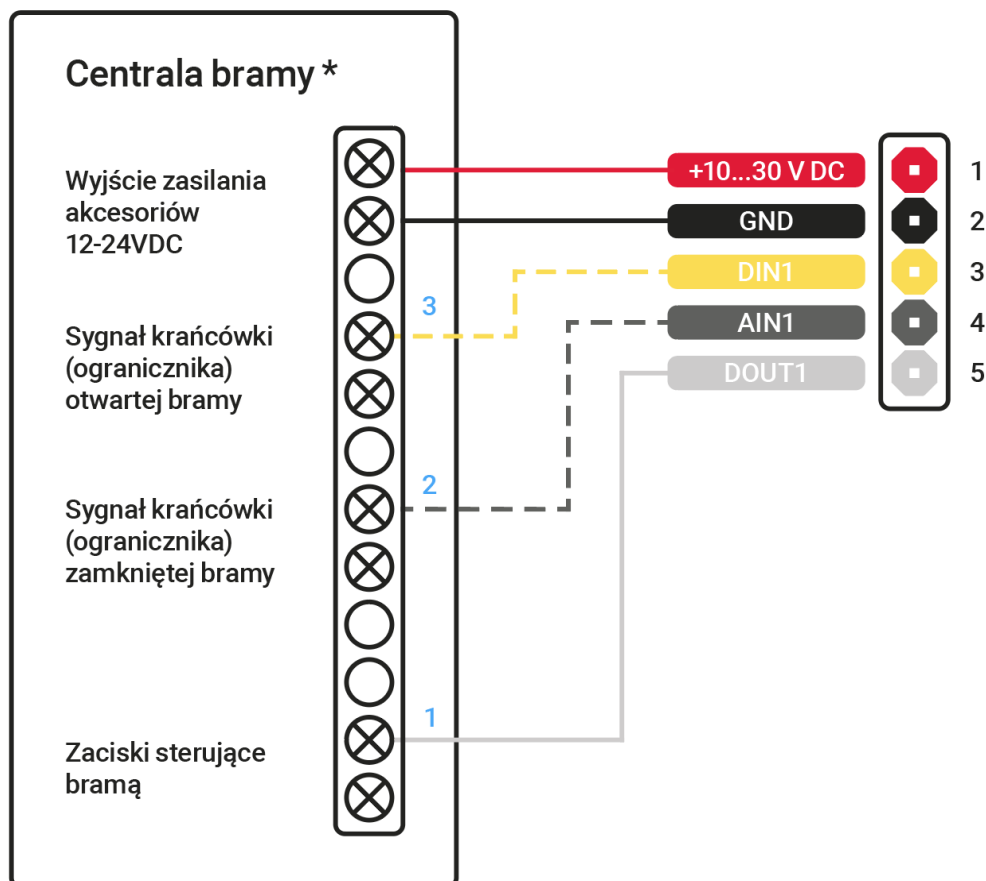 Centrala bramy *
Wyjście zasilania
akcesoriów
12-24VDC
Sygnał krańcówki
(ogranicznika)
otwartej bramy
Sygnał krańcówki
(ogranicznika)
zamkniętej bramy
Zaciski sterujące
bramą
3
2
1
+10...30 V DC
GND
DIN1
AIN1
DOUT1
1
2
3
4
5